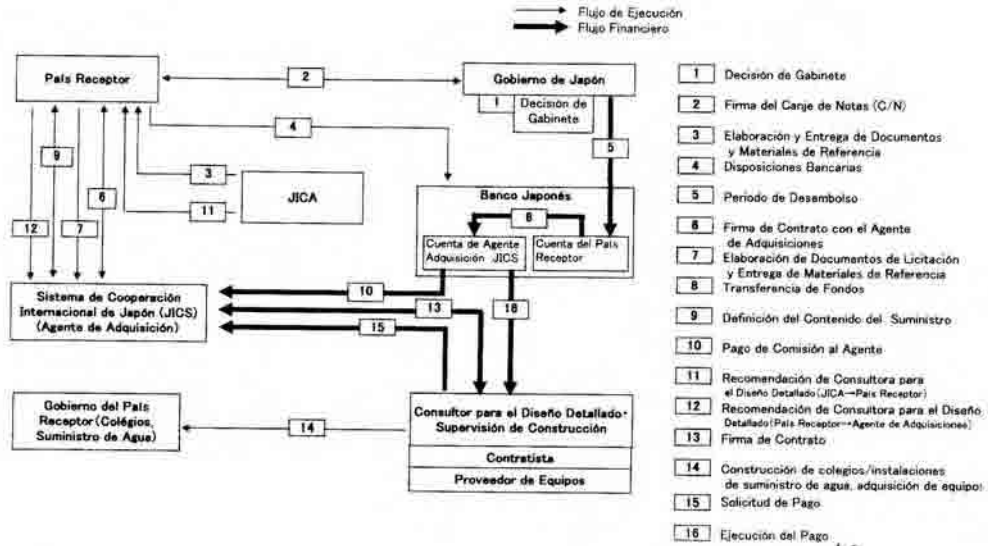 Flujo de Ejecución
Flujo Financiero
País Receptor
2
Gobierno de Japón
1
Decisión de
Gabinete
4
5
3
JICA
11
9
6
12
7
Banco Japonés
8
Cuenta de Agente
Adquisición JICS
Cuenta del País
Receptor
10
13
16
15
Sistema de Cooperación
Internacional de Japón (JICS)
(Agente de Adquisición)
Gobierno del País
Receptor(Colégios,
Suministro de Agua)
14
Consultor para el Diseño Detallado·
Supervisión de Construcción
Contratista
Proveedor de Equipos
1 Decisión de Gabinete
2 Firma del Canje de Notas (C/N)
3 Elaboración y Entrega de Documentos
y Materiales de Referencia
4 Disposiciones Bancarias
5 Periodo de Desembolso
6 Firma de Contrato con el Agente
de Adquisiciones
7 Elaboración de Documentos de Licitación
y Entrega de Materiales de Referencia
8 Transferencia de Fondos
9 Definición del Contenido del Suministro
10 Pago de Comisión al Agente
11 Recomendación de Consultora para
el Diseño Detallado(JICA→País Receptor)
12 Recomendación de Consultora para el Diseño
Detallado(País Receptor→Agente de Adquisiciones)
13 Firma de Contrato
14 Construcción de colegios/instalaciones
de suministro de agua, adquisición de equipos
15 Solicitud de Pago
16 Ejecución del Pago